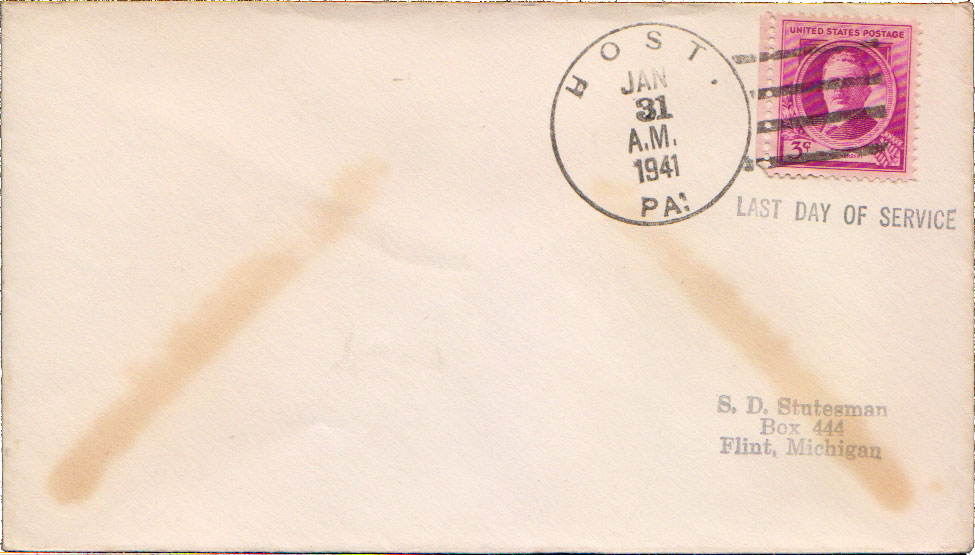 HOST.
JAN
31
A.M.
1941
PA.
UNITED STATES POSTAGE
3¢
LAST DAY OF SERVICE
S. D. Stutesman
Box 444
Flint, Michigan